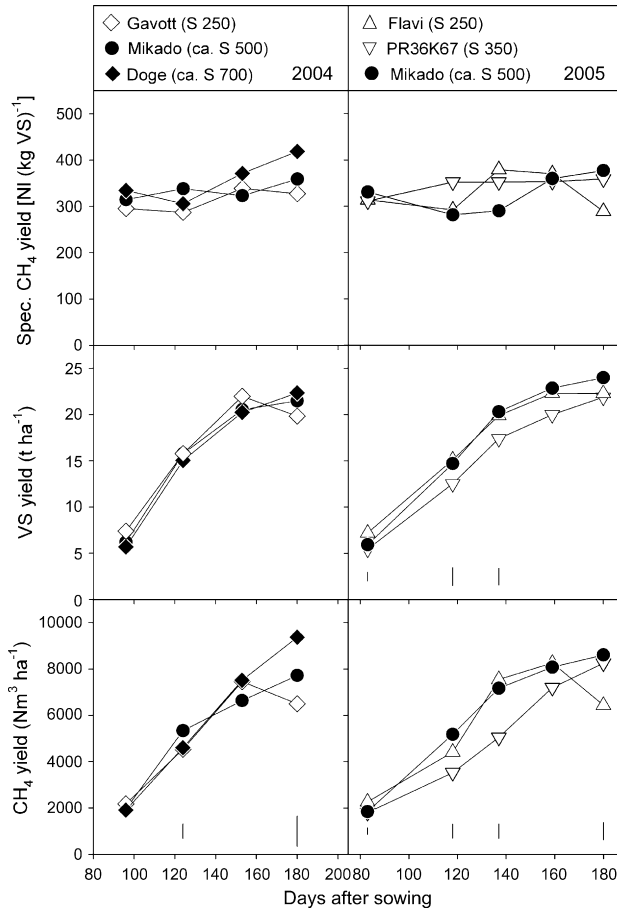 Gavott (S 250)
Mikado (ca. S 500)
Doge (ca. S 700) 2004
Flavi (S 250)
PR36K67 (S 350)
Mikado (ca. S 500) 2005
Spec. CH4 yield [Nl (kg VS)-1]
500
400
300
200
100
0
VS yield (t ha-1)
25
20
15
10
5
0
CH4 yield (Nm3 ha-1)
10000
8000
6000
4000
2000
0
80 100 120 140 160 180 200 80 100 120 140 160 180
Days after sowing